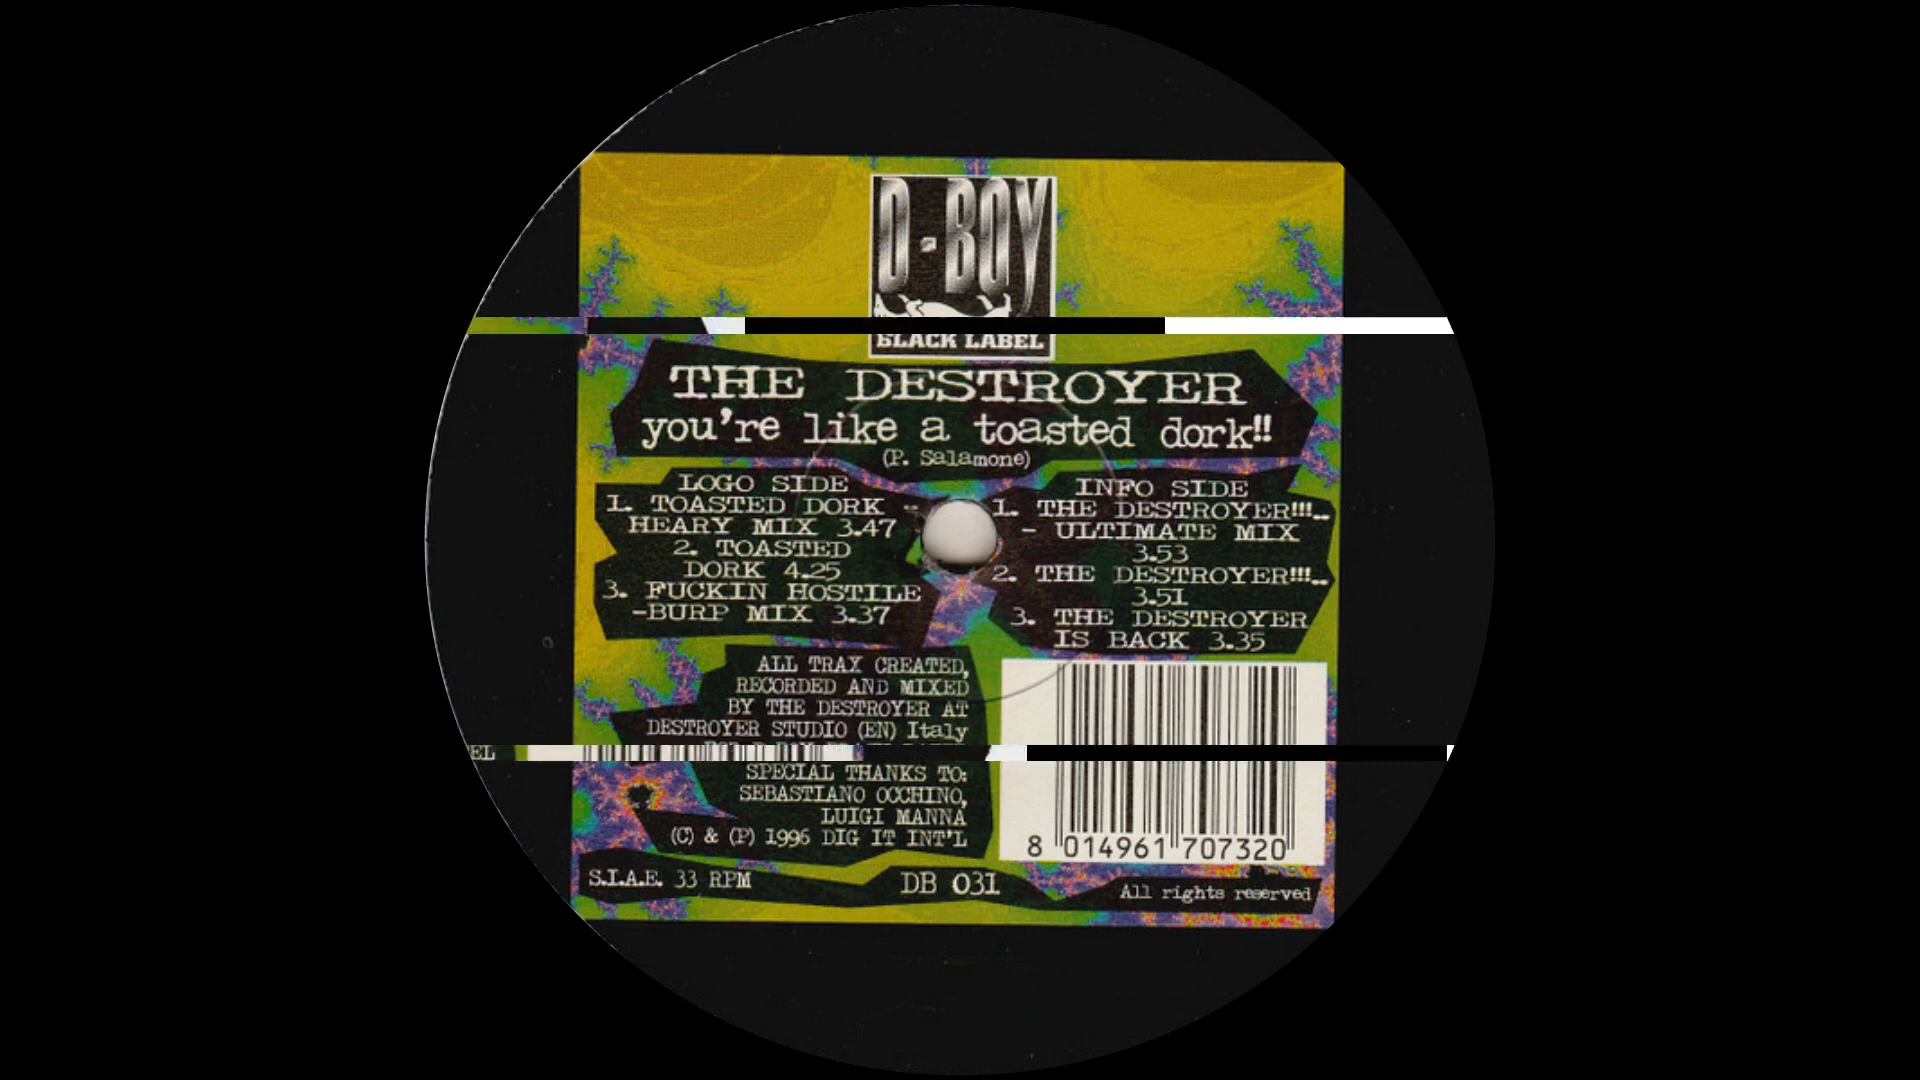 D-BOY
BLACK LABEL
THE DESTROYER
you're like a toasted dork!!
(P. Salamone)
LOGO SIDE
1. TOASTED DORK -
HEARY MIX 3.47
2. TOASTED
DORK 4.25
3. FUCKIN HOSTILE
-BURP MIX 3.37
INFO SIDE
1. THE DESTROYER!!!..
- ULTIMATE MIX
3.53
2. THE DESTROYER!!!..
3.51
3. THE DESTROYER
IS BACK 3.35
ALL TRAX CREATED,
RECORDED AND MIXED
BY THE DESTROYER AT
DESTROYER STUDIO (EN) Italy
EL
SPECIAL THANKS TO:
SEBASTIANO OCCHINO,
LUIGI MANNA
(C) & (P) 1996 DIG IT INT'L
8 014961 707320
S.I.A.E. 33 RPM
DB 031
All rights reserved